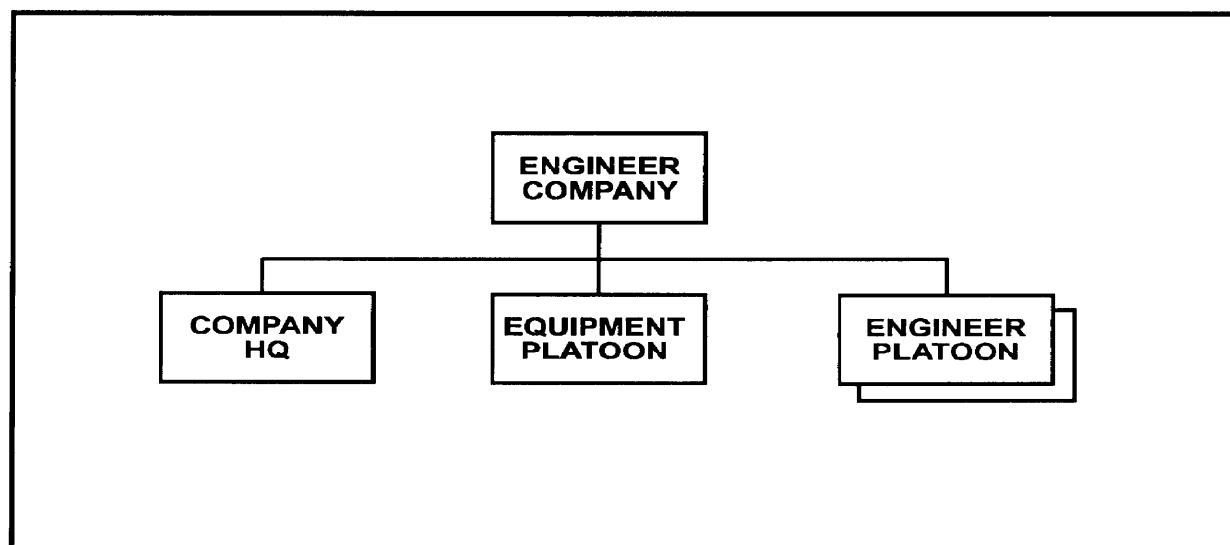 ENGINEER
COMPANY
COMPANY
HQ
EQUIPMENT
PLATOON
ENGINEER
PLATOON